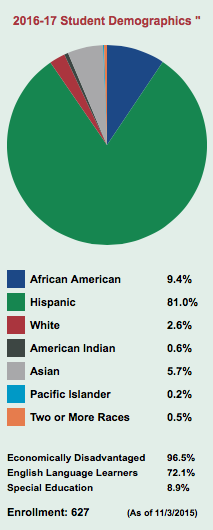 2016-17 Student Demographics "
African American 9.4%
Hispanic 81.0%
White 2.6%
American Indian 0.6%
Asian 5.7%
Pacific Islander 0.2%
Two or More Races 0.5%
Economically Disadvantaged 96.5%
English Language Learners 72.1%
Special Education 8.9%
Enrollment: 627 (As of 11/3/2015)